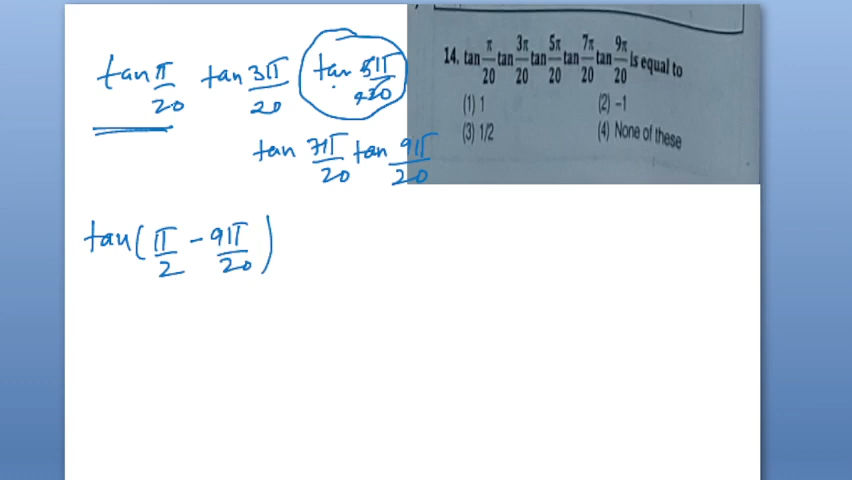 tan π/20 tan 3π/20 tan 5π/20
tan 7π/20 tan 9π/20
tan(π/2 - 9π/20)
14. tan π/20 tan 3π/20 tan 5π/20 tan 7π/20 tan 9π/20 is equal to
(1) 1 (2) -1
(3) 1/2 (4) None of these